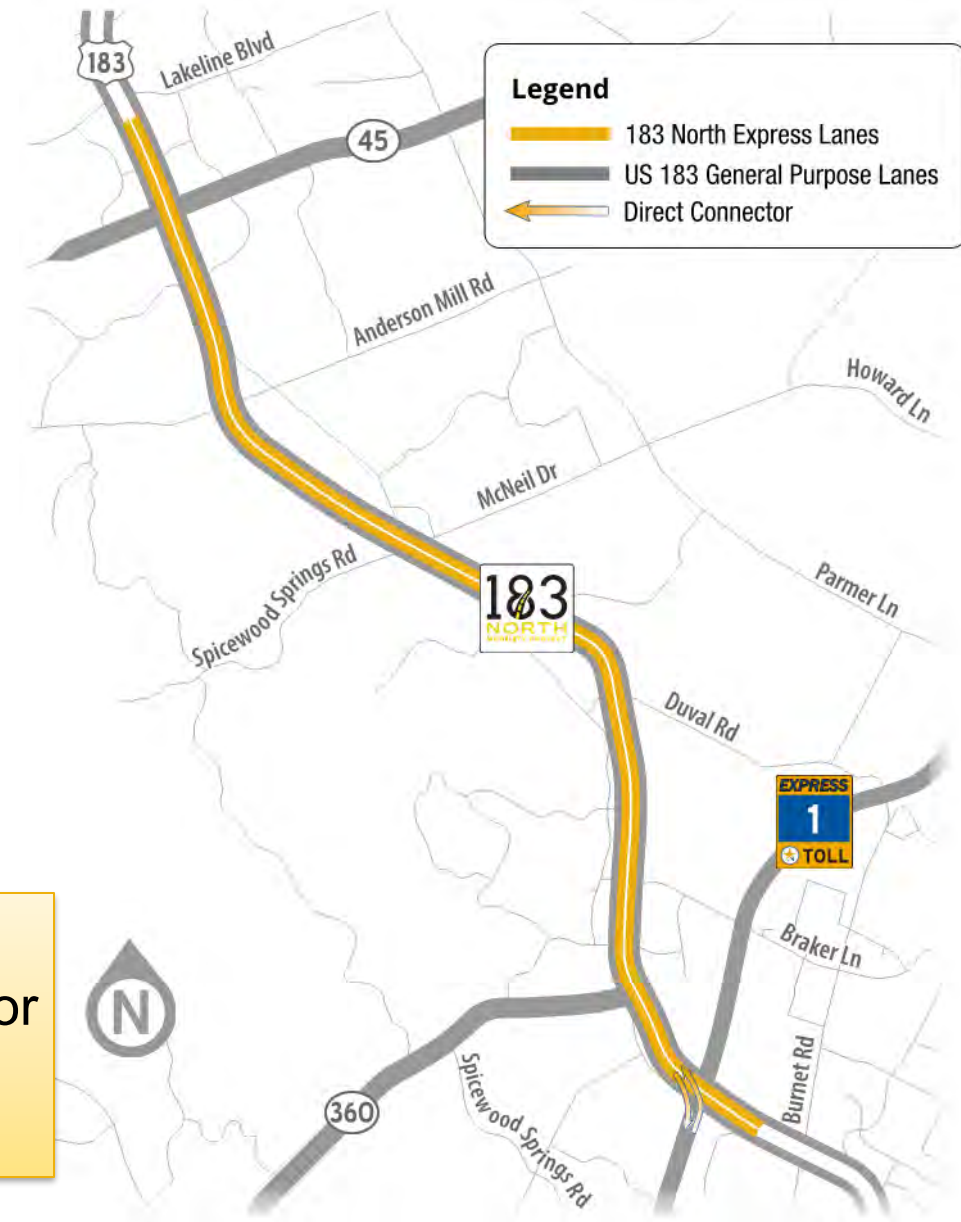 183
Lakeline Blvd
Legend
183 North Express Lanes
US 183 General Purpose Lanes
Direct Connector
45
Anderson Mill Rd
Howard Ln
McNeil Dr
Spicewood Springs Rd
183
NORTH
Parmer Ln
Duval Rd
EXPRESS
1
TOLL
Braker Ln
or
N
Burnet Rd
360
Spicewood Springs Rd